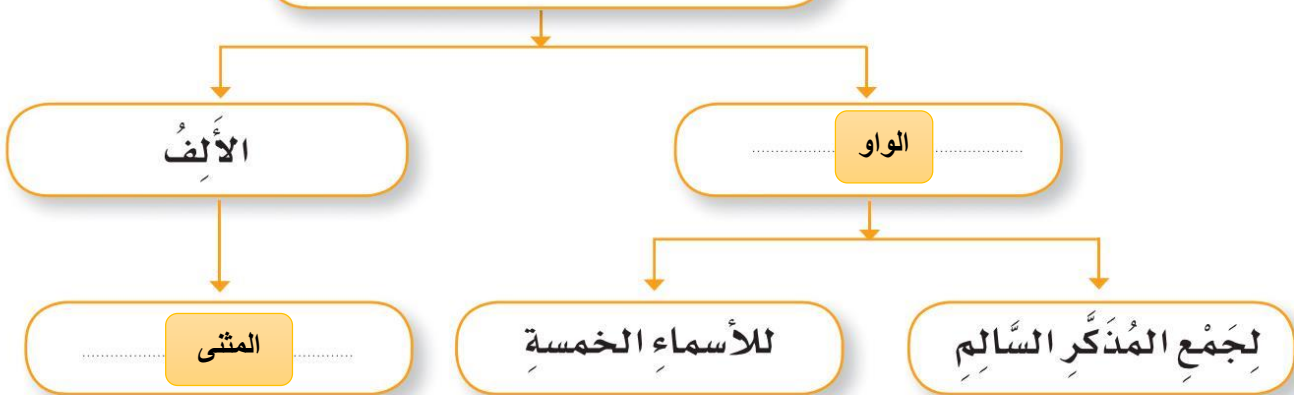 الواو
الأَلِفُ
لِجَمْعِ المُذَكَّرِ السَّالِمِ
للأسماءِ الخمسةِ
المثنى